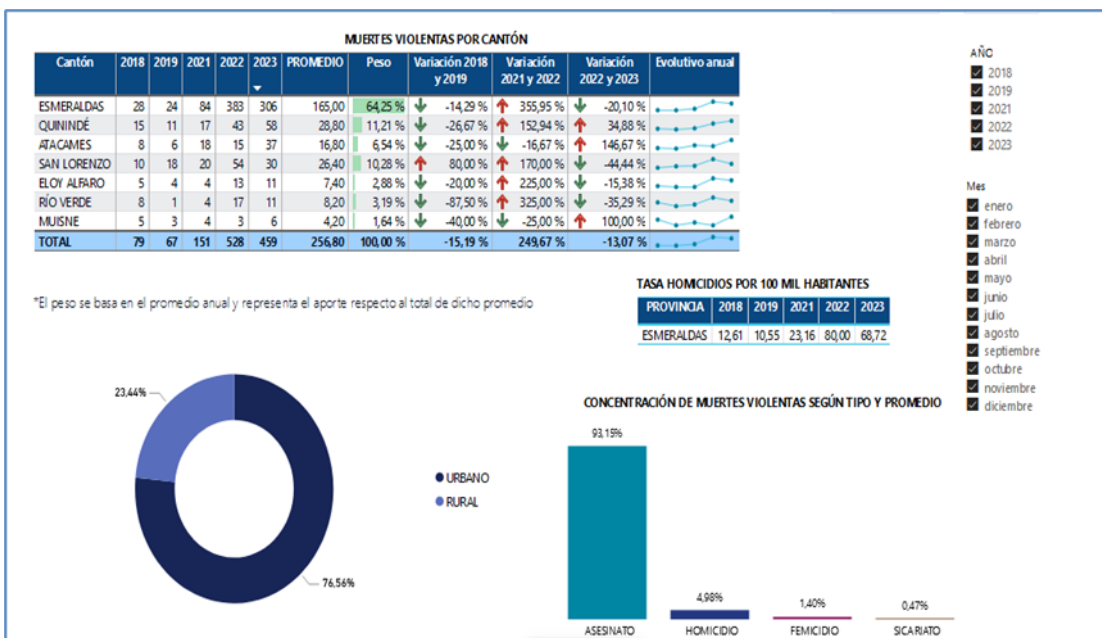 MUERTES VIOLENTAS POR CANTÓN
Cantón 2018 2019 2021 2022 2023 PROMEDIO Peso Variación 2018 y 2019 Variación 2021 y 2022 Variación 2022 y 2023 Evolutivo anual
ESMERALDAS 28 24 84 383 306 165,00 64,25 % -14,29 % 355,95 % -20,10 %
QUININDÉ 15 11 17 43 58 28,80 11,21 % -26,67 % 152,94 % 34,88 %
ATACAMES 8 6 18 15 37 16,80 6,54 % -25,00 % -16,67 % 146,67 %
SAN LORENZO 10 18 20 54 30 26,40 10,28 % 80,00 % 170,00 % -44,44 %
ELOY ALFARO 5 4 4 13 11 7,40 2,88 % -20,00 % 225,00 % -15,38 %
RÍO VERDE 8 1 4 17 11 8,20 3,19 % -87,50 % 325,00 % -35,29 %
MUISNE 5 3 4 3 6 4,20 1,64 % -40,00 % -25,00 % 100,00 %
TOTAL 79 67 151 528 459 256,80 100,00 % -15,19 % 249,67 % -13,07 %
*El peso se basa en el promedio anual y representa el aporte respecto al total de dicho promedio
AÑO
2018
2019
2021
2022
2023
Mes
enero
febrero
marzo
abril
mayo
junio
julio
agosto
septiembre
octubre
noviembre
diciembre
TASA HOMICIDIOS POR 100 MIL HABITANTES
PROVINCIA 2018 2019 2021 2022 2023
ESMERALDAS 12,61 10,55 23,16 80,00 68,72
23,44%
76,56%
URBANO
RURAL
CONCENTRACIÓN DE MUERTES VIOLENTAS SEGÚN TIPO Y PROMEDIO
93,15%
4,98%
1,40%
0,47%
ASESINATO HOMICIDIO FEMICIDIO SICARIATO